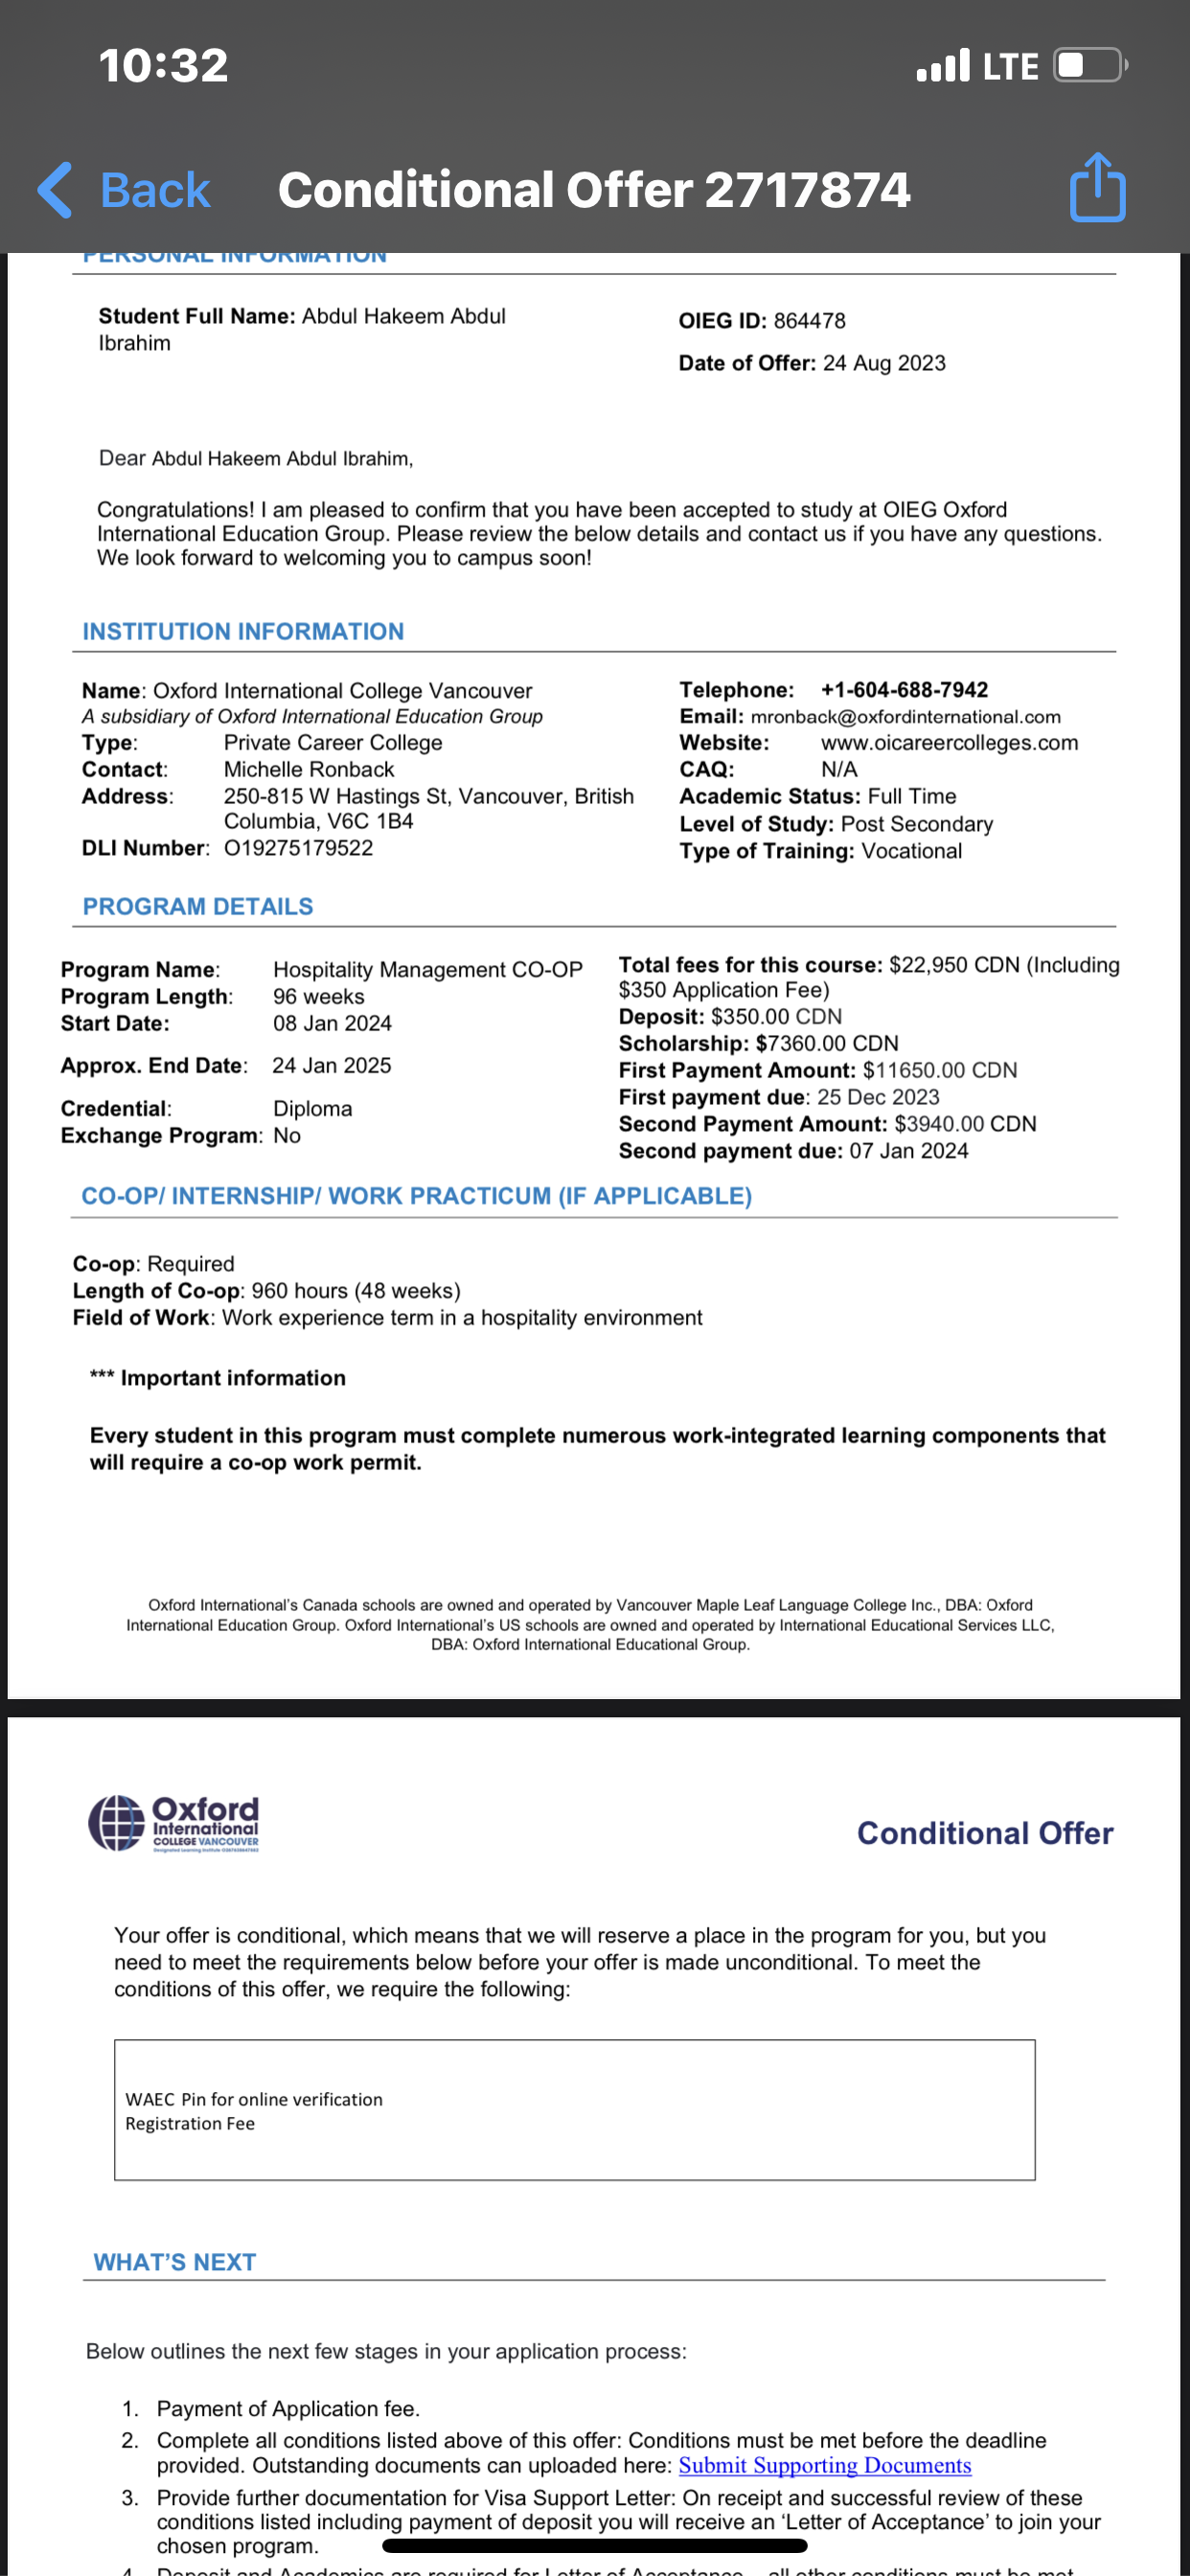 10:32
LTE
Back
Conditional Offer 2717874
PERSONAL INFORMATION
Student Full Name: Abdul Hakeem Abdul
Ibrahim
OIEG ID: 864478
Date of Offer: 24 Aug 2023
Dear Abdul Hakeem Abdul Ibrahim,
Congratulations! I am pleased to confirm that you have been accepted to study at OIEG Oxford
International Education Group. Please review the below details and contact us if you have any questions.
We look forward to welcoming you to campus soon!
INSTITUTION INFORMATION
Name: Oxford International College Vancouver
A subsidiary of Oxford International Education Group
Type: Private Career College
Contact: Michelle Ronback
Address: 250-815 W Hastings St, Vancouver, British
Columbia, V6C 1B4
DLI Number: O19275179522
Telephone: +1-604-688-7942
Email: mronback@oxfordinternational.com
Website: www.oicareercolleges.com
CAQ: N/A
Academic Status: Full Time
Level of Study: Post Secondary
Type of Training: Vocational
PROGRAM DETAILS
Program Name: Hospitality Management CO-OP
Program Length: 96 weeks
Start Date: 08 Jan 2024
Approx. End Date: 24 Jan 2025
Credential: Diploma
Exchange Program: No
Total fees for this course: $22,950 CDN (Including
$350 Application Fee)
Deposit: $350.00 CDN
Scholarship: $7360.00 CDN
First Payment Amount: $11650.00 CDN
First payment due: 25 Dec 2023
Second Payment Amount: $3940.00 CDN
Second payment due: 07 Jan 2024
CO-OP/ INTERNSHIP/ WORK PRACTICUM (IF APPLICABLE)
Co-op: Required
Length of Co-op: 960 hours (48 weeks)
Field of Work: Work experience term in a hospitality environment
*** Important information
Every student in this program must complete numerous work-integrated learning components that
will require a co-op work permit.
Oxford International's Canada schools are owned and operated by Vancouver Maple Leaf Language College Inc., DBA: Oxford
International Education Group. Oxford International's US schools are owned and operated by International Educational Services LLC,
DBA: Oxford International Educational Group.
Oxford
International
COLLEGE VANCOUVER
Conditional Offer
Your offer is conditional, which means that we will reserve a place in the program for you, but you
need to meet the requirements below before your offer is made unconditional. To meet the
conditions of this offer, we require the following:
WAEC Pin for online verification
Registration Fee
WHAT'S NEXT
Below outlines the next few stages in your application process:
1. Payment of Application fee.
2. Complete all conditions listed above of this offer: Conditions must be met before the deadline
provided. Outstanding documents can uploaded here: Submit Supporting Documents
3. Provide further documentation for Visa Support Letter: On receipt and successful review of these
conditions listed including payment of deposit you will receive an 'Letter of Acceptance' to join your
chosen program.
4. Deposit and Academics are required for Letter of Acceptance – all other conditions must be met